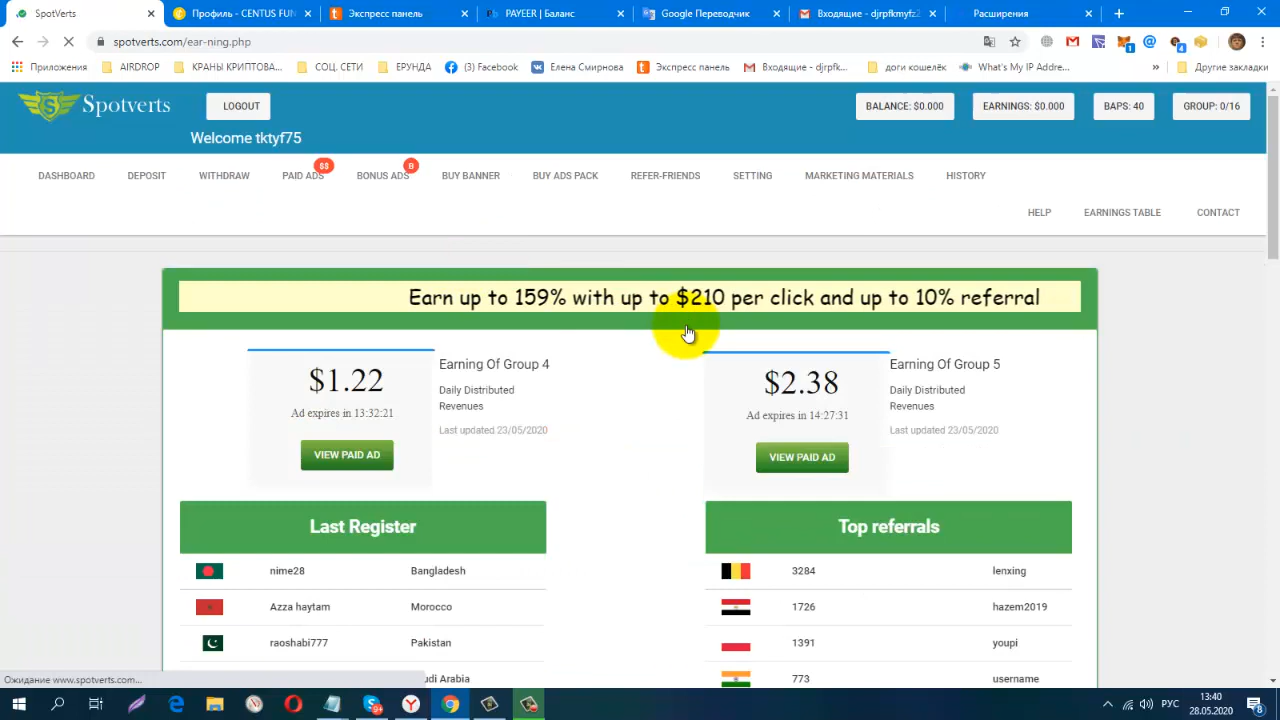 SpotVerts
Профиль - CENTUS FUN
Экспресс панель
PAYEER | Баланс
Google Переводчик
Входящие - djrpfkmyfz2
Расширения
spotverts.com/ear-ning.php
Приложения
AIRDROP
КРАНЫ КРИПТОВА...
СОЦ. СЕТИ
ЕРУНДА
(3) Facebook
Елена Смирнова
Экспресс панель
Входящие - djrpfk...
доги кошелёк
What's My IP Addre...
»
Другие закладки
Spotverts
LOGOUT
BALANCE: $0.000
EARNINGS: $0.000
BAPS: 40
GROUP: 0/16
Welcome tktyf75
DASHBOARD
DEPOSIT
WITHDRAW
PAID ADS
$$
BONUS ADS
B
BUY BANNER
BUY ADS PACK
REFER-FRIENDS
SETTING
MARKETING MATERIALS
HISTORY
HELP
EARNINGS TABLE
CONTACT
Earn up to 159% with up to $210 per click and up to 10% referral
$1.22
Ad expires in 13:32:21
VIEW PAID AD
Earning Of Group 4
Daily Distributed
Revenues
Last updated 23/05/2020
$2.38
Ad expires in 14:27:31
VIEW PAID AD
Earning Of Group 5
Daily Distributed
Revenues
Last updated 23/05/2020
Last Register
nime28 Bangladesh
Azza haytam Morocco
raoshabi777 Pakistan
udi Arabia
Top referrals
3284 lenxing
1726 hazem2019
1391 youpi
773 username
Ожидание www.spotverts.com...
РУС
13:40
28.05.2020